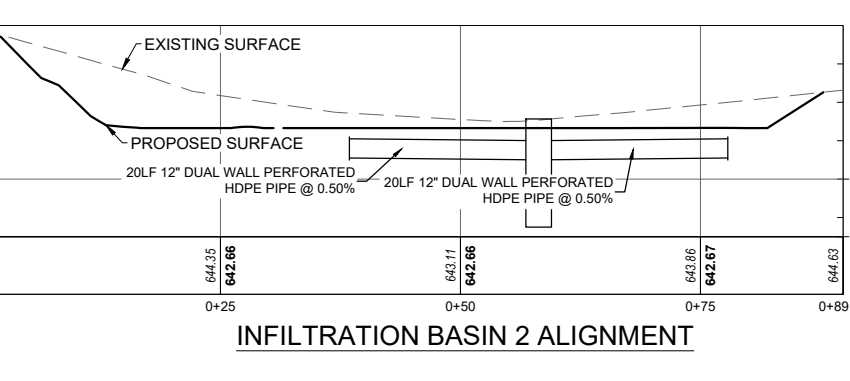 EXISTING SURFACE
PROPOSED SURFACE
20LF 12" DUAL WALL PERFORATED
HDPE PIPE @ 0.50%
20LF 12" DUAL WALL PERFORATED
HDPE PIPE @ 0.50%
644.35
642.66
643.11
642.66
643.86
642.67
644.63
0+25
0+50
0+75
0+89
INFILTRATION BASIN 2 ALIGNMENT